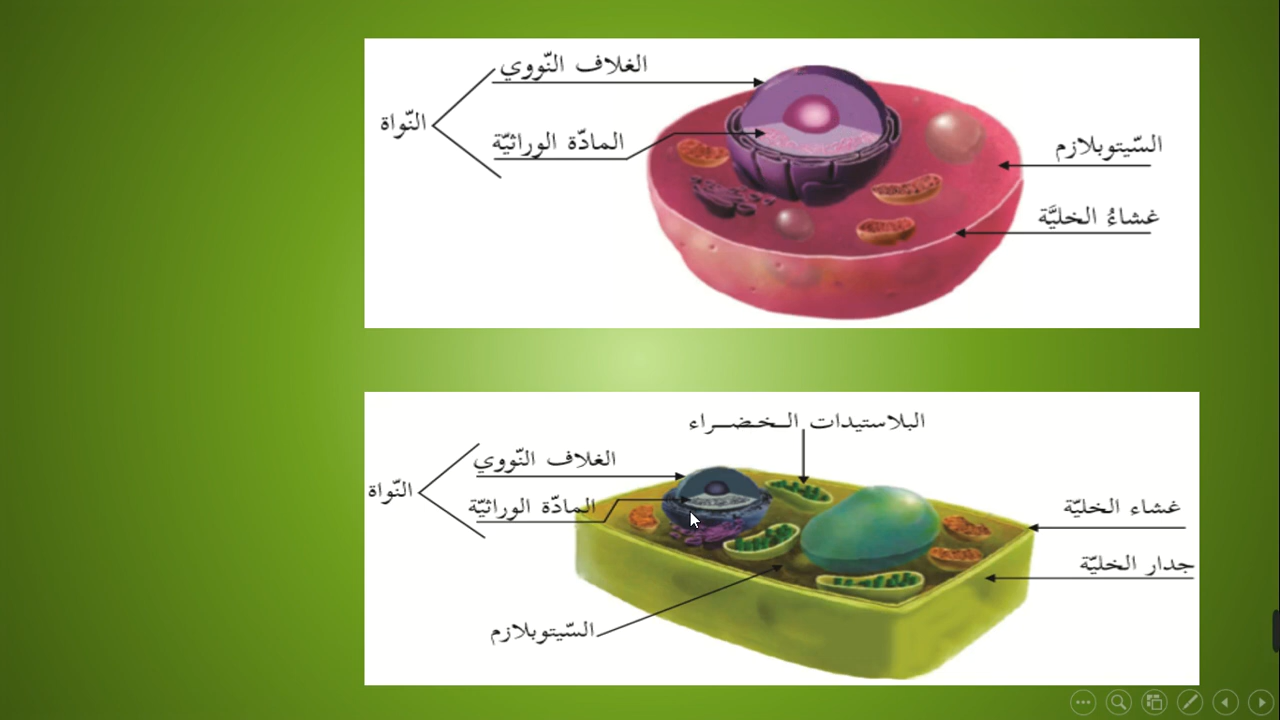 الغلاف النّووي
النّواة
المادّة الوراثيّة
السّيتوبلازم
غشاءُ الخليَّة
البلاستيدات الـخـضـراء
الغلاف النّووي
النّواة
المادّة الوراثيّة
غشاء الخليّة
جدار الخليّة
السّيتوبلازم